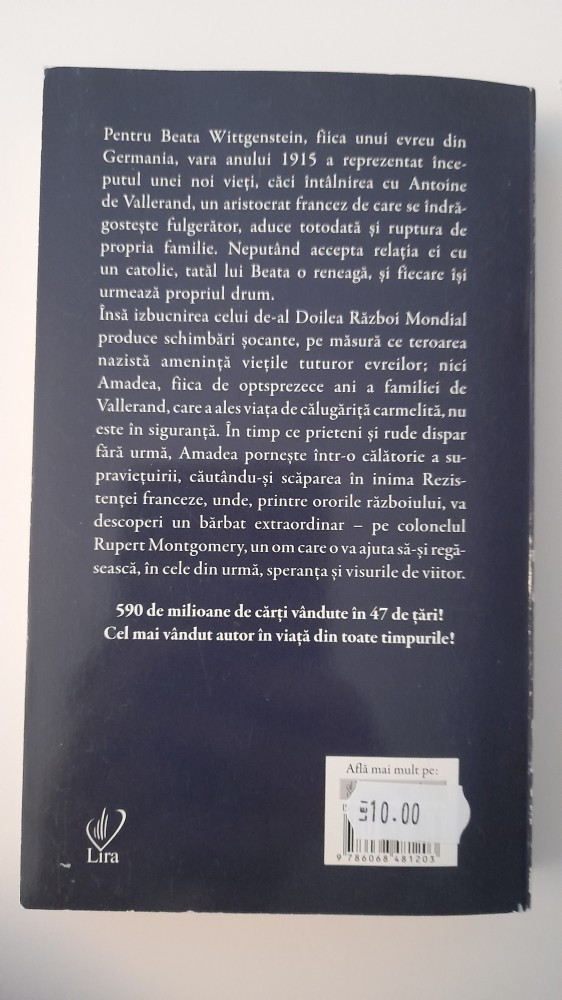 Pentru Beata Wittgenstein, fiica unui evreu din
Germania, vara anului 1915 a reprezentat înce-
putul unei noi vieți, căci întâlnirea cu Antoine
de Vallerand, un aristocrat francez de care se îndră-
gostește fulgerător, aduce totodată și ruptura de
propria familie. Neputând accepta relația ei cu
un catolic, tatăl lui Beata o reneagă, și fiecare își
urmează propriul drum.
Însă izbucnirea celui de-al Doilea Război Mondial
produce schimbări șocante, pe măsură ce teroarea
nazistă amenință viețile tuturor evreilor; nici
Amadea, fiica de optsprezece ani a familiei de
Vallerand, care a ales viața de călugăriță carmelită, nu
este în siguranță. În timp ce prieteni și rude dispar
fără urmă, Amadea pornește într-o călătorie a su-
praviețuirii, căutându-și scăparea în inima Rezis-
tenței franceze, unde, printre ororile războiului, va
descoperi un bărbat extraordinar – pe colonelul
Rupert Montgomery, un om care o va ajuta să-și regă-
sească, în cele din urmă, speranța și visurile de viitor.
590 de milioane de cărți vândute în 47 de țări!
Cel mai vândut autor în viață din toate timpurile!
Află mai mult pe:
LEI 10.00
9 786068 481203
Lira